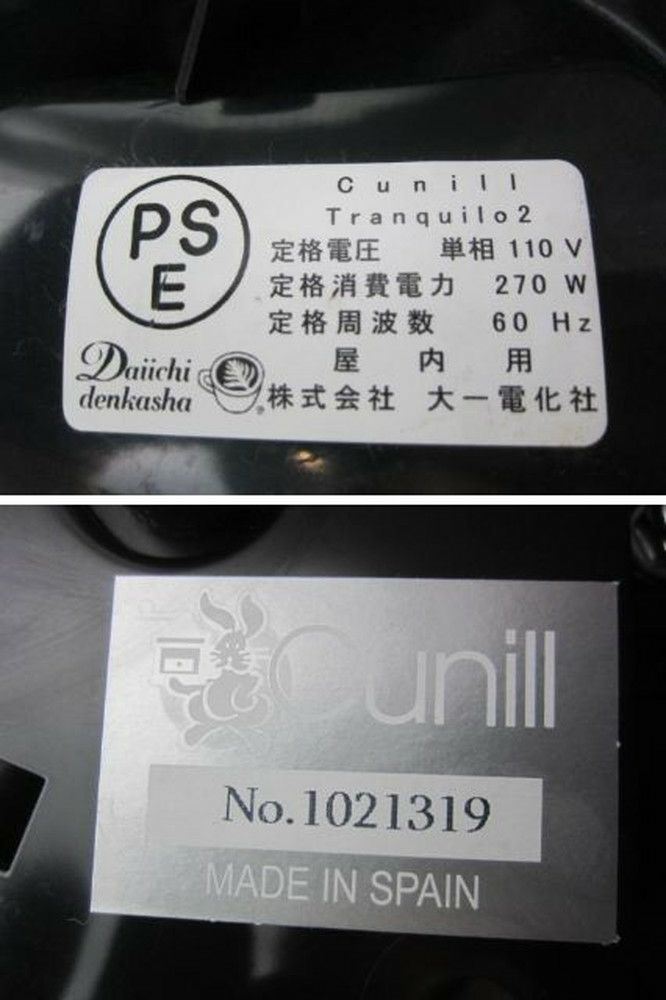 PS
E
Cunill
Tranquilo2
定格電圧 単相 110 V
定格消費電力 270 W
定格周波数 60 Hz
屋内用
Daiichi
denkasha
株式会社 大一電化社
Cunill
No.1021319
MADE IN SPAIN